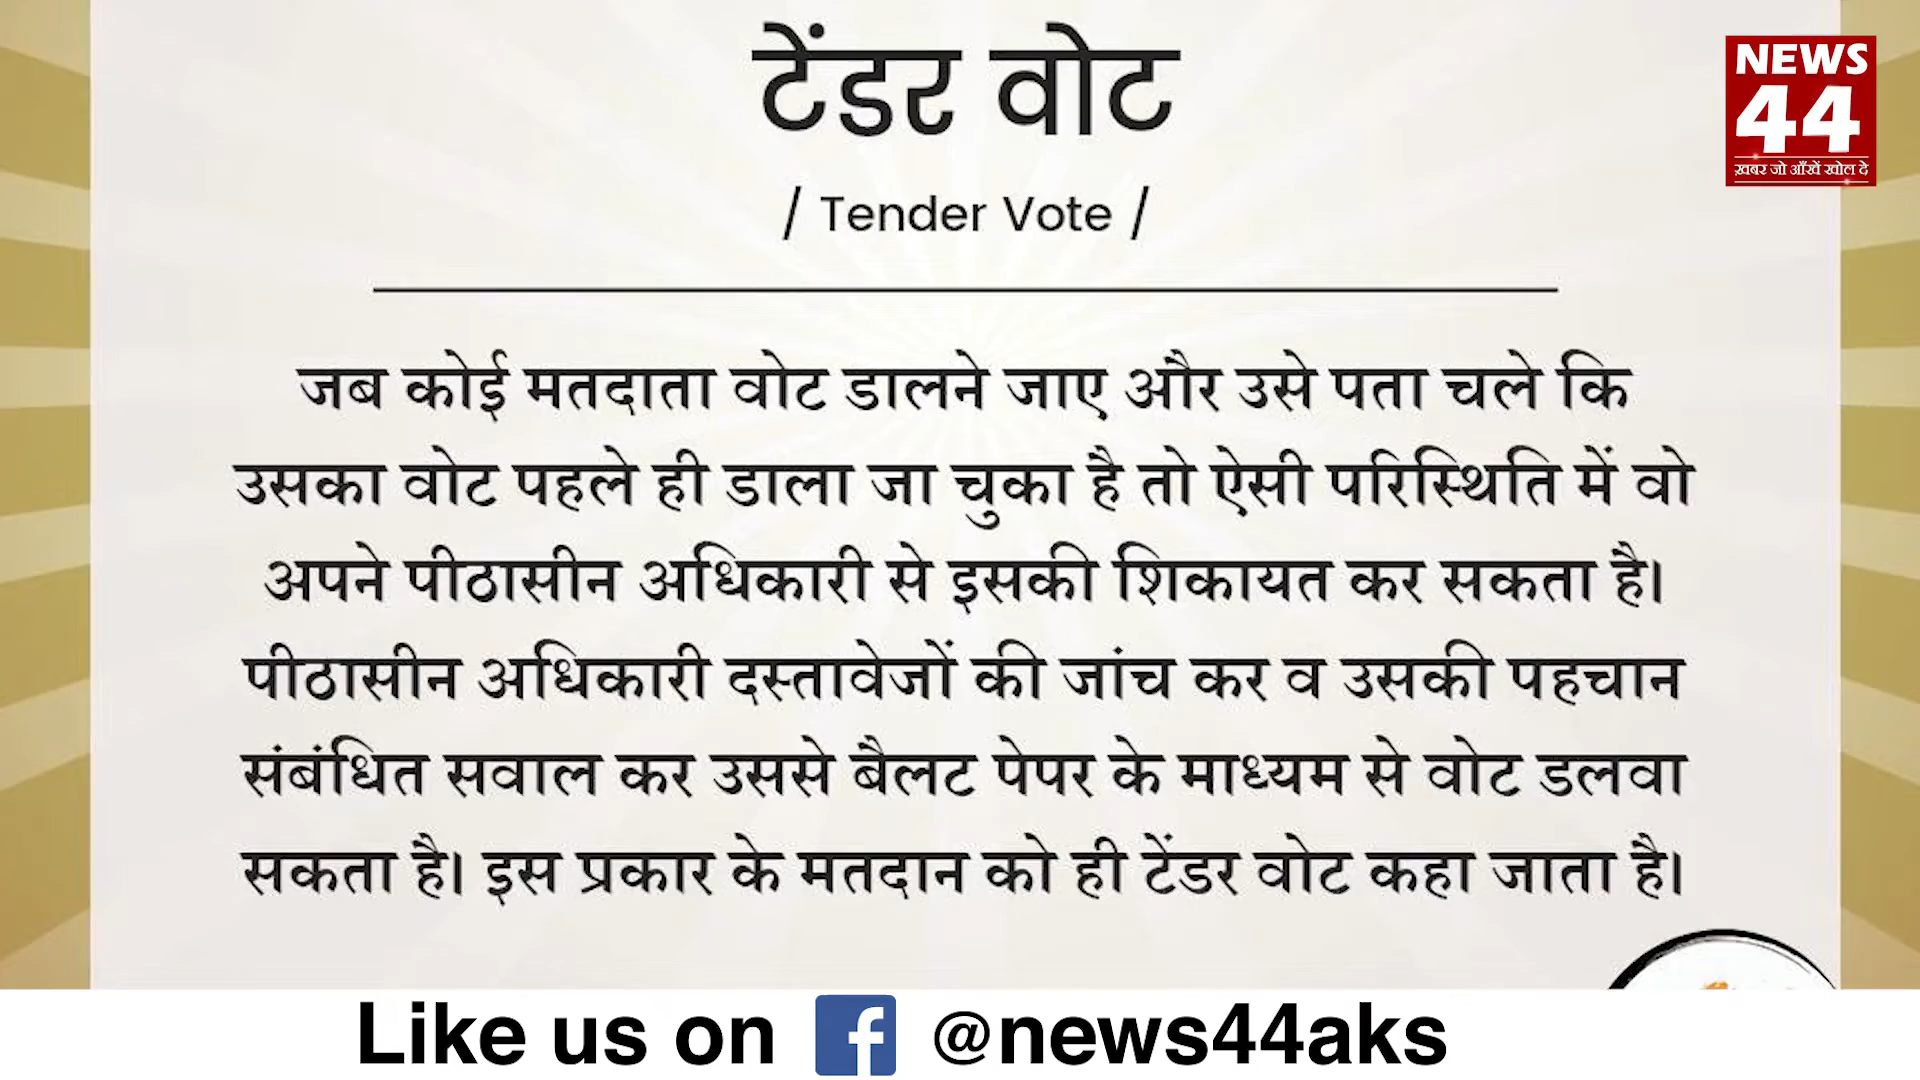 टेंडर वोट
NEWS
44
ख़बर जो आँखें खोल दे
/ Tender Vote /
जब कोई मतदाता वोट डालने जाए और उसे पता चले कि
उसका वोट पहले ही डाला जा चुका है तो ऐसी परिस्थिति में वो
अपने पीठासीन अधिकारी से इसकी शिकायत कर सकता है।
पीठासीन अधिकारी दस्तावेजों की जांच कर व उसकी पहचान
संबंधित सवाल कर उससे बैलट पेपर के माध्यम से वोट डलवा
सकता है। इस प्रकार के मतदान को ही टेंडर वोट कहा जाता है।
Like us on f @news44aks